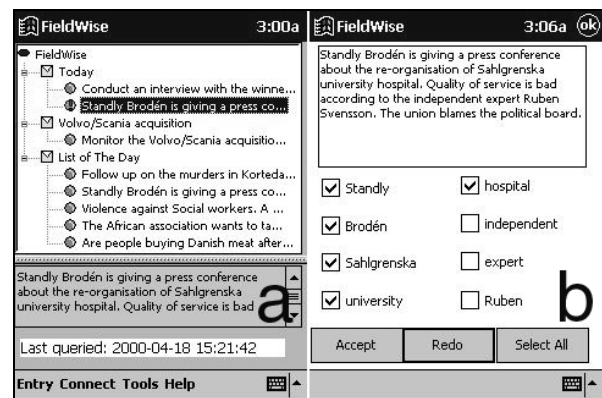 FieldWise 3:00a
FieldWise
Today
Conduct an interview with the winne...
Standly Brodén is giving a press co...
Volvo/Scania acquisition
Monitor the Volvo/Scania acquisitio...
List of The Day
Follow up on the murders in Korteda...
Standly Brodén is giving a press co...
Violence against Social workers. A ...
The African association wants to ta...
Are people buying Danish meat after...
Standly Brodén is giving a press conference
about the re-organisation of Sahlgrenska
university hospital. Quality of service is bad
a
Last queried: 2000-04-18 15:21:42
Entry Connect Tools Help
FieldWise 3:06a ok
Standly Brodén is giving a press conference
about the re-organisation of Sahlgrenska
university hospital. Quality of service is bad
according to the independent expert Ruben
Svensson. The union blames the political board.
Standly hospital
Brodén independent
Sahlgrenska expert
university Ruben
b
Accept Redo Select All